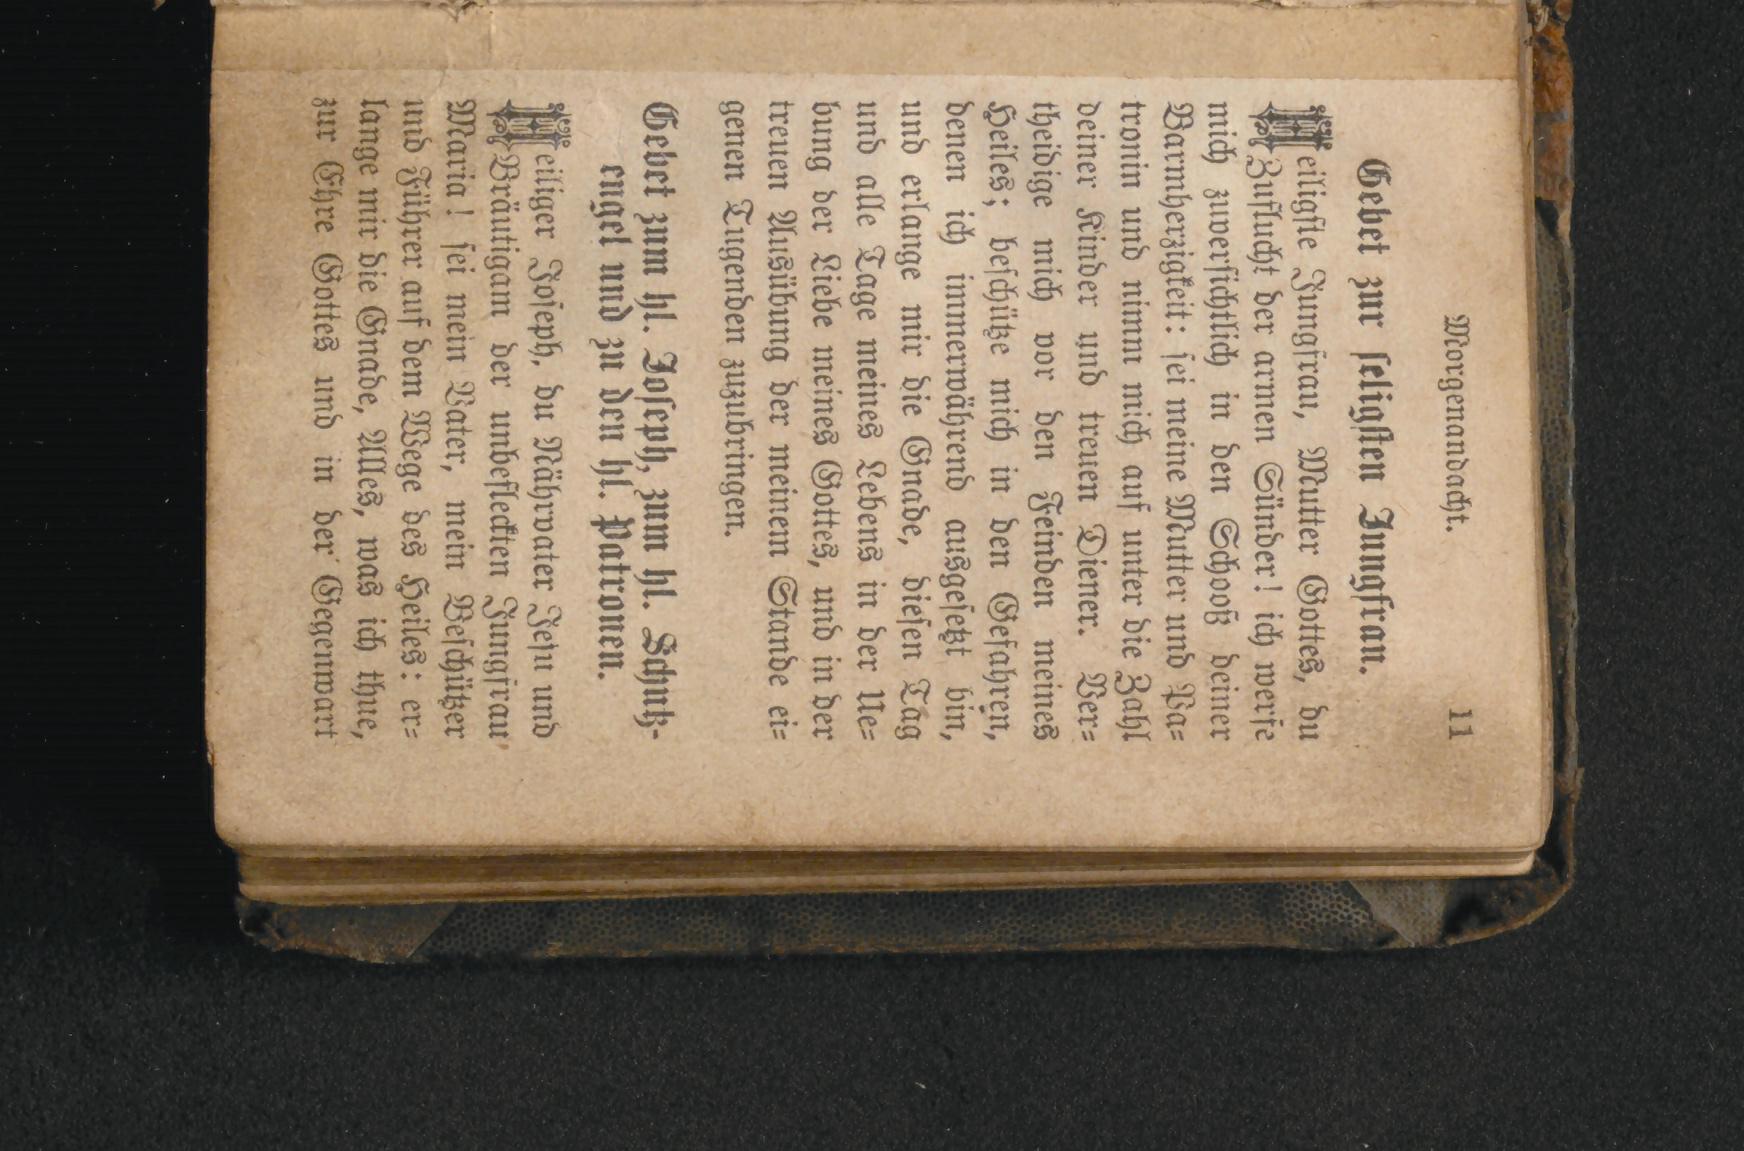 Morgenandacht. 11
Gebet zur seligsten Jungfrau.
Heiligste Jungfrau, Mutter Gottes, du
Zuflucht der armen Sünder! ich werfe
mich zuversichtlich in den Schooß deiner
Barmherzigkeit: sei meine Mutter und Pa-
tronin und nimm mich auf unter die Zahl
deiner Kinder und treuen Diener. Ver-
theidige mich vor den Feinden meines
Heiles; beschütze mich in den Gefahren,
denen ich immerwährend ausgesetzt bin,
und erlange mir die Gnade, diesen Tag
und alle Tage meines Lebens in der Ue-
bung der Liebe meines Gottes, und in der
treuen Ausübung der meinem Stande ei-
genen Tugenden zuzubringen.
Gebet zum hl. Joseph, zum hl. Schutz-
engel und zu den hl. Patronen.
Heiliger Joseph, du Nährvater Jesu und
Bräutigam der unbefleckten Jungfrau
Maria! sei mein Vater, mein Beschützer
und Führer auf dem Wege des Heiles: er-
lange mir die Gnade, Alles, was ich thue,
zur Ehre Gottes und in der Gegenwart